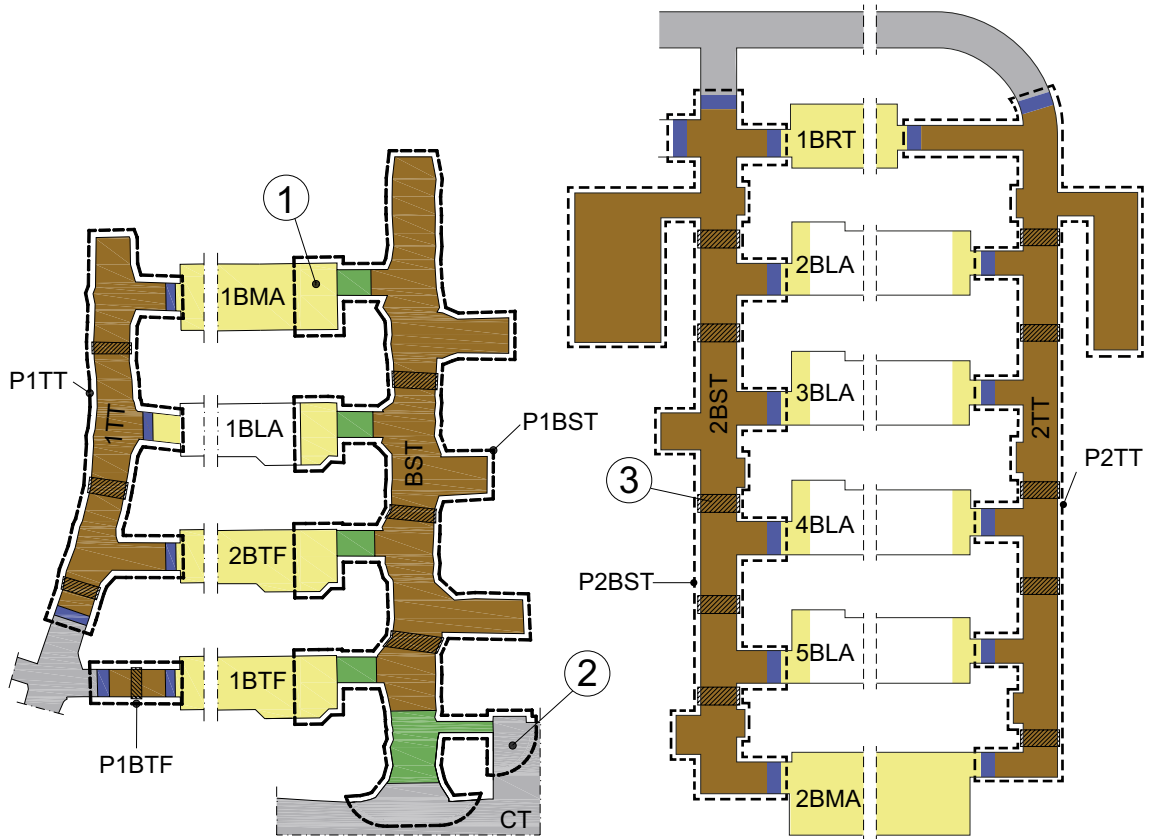 1
1BMA
P1TT
1TT
1BLA
BST
P1BST
2BTF
1BTF
2
P1BTF
CT
1BRT
2BLA
3BLA
2BST
2TT
P2TT
3
4BLA
P2BST
5BLA
2BMA